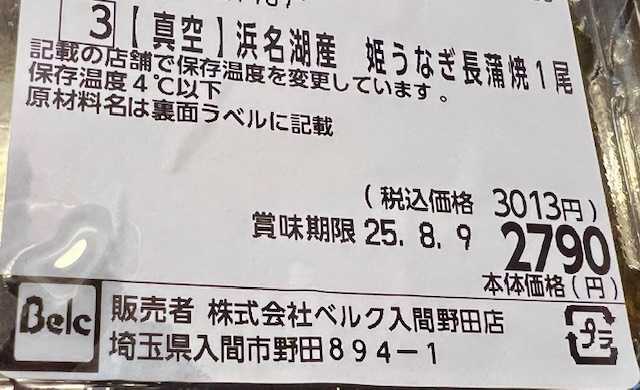 3 【真空】浜名湖産 姫うなぎ長蒲焼1尾
記載の店舗で保存温度を変更しています。
保存温度4℃以下
原材料名は裏面ラベルに記載
(税込価格 3013円)
賞味期限 25.8.9 2790
本体価格(円)
Belc
販売者 株式会社ベルク入間野田店
埼玉県入間市野田894-1
プラ